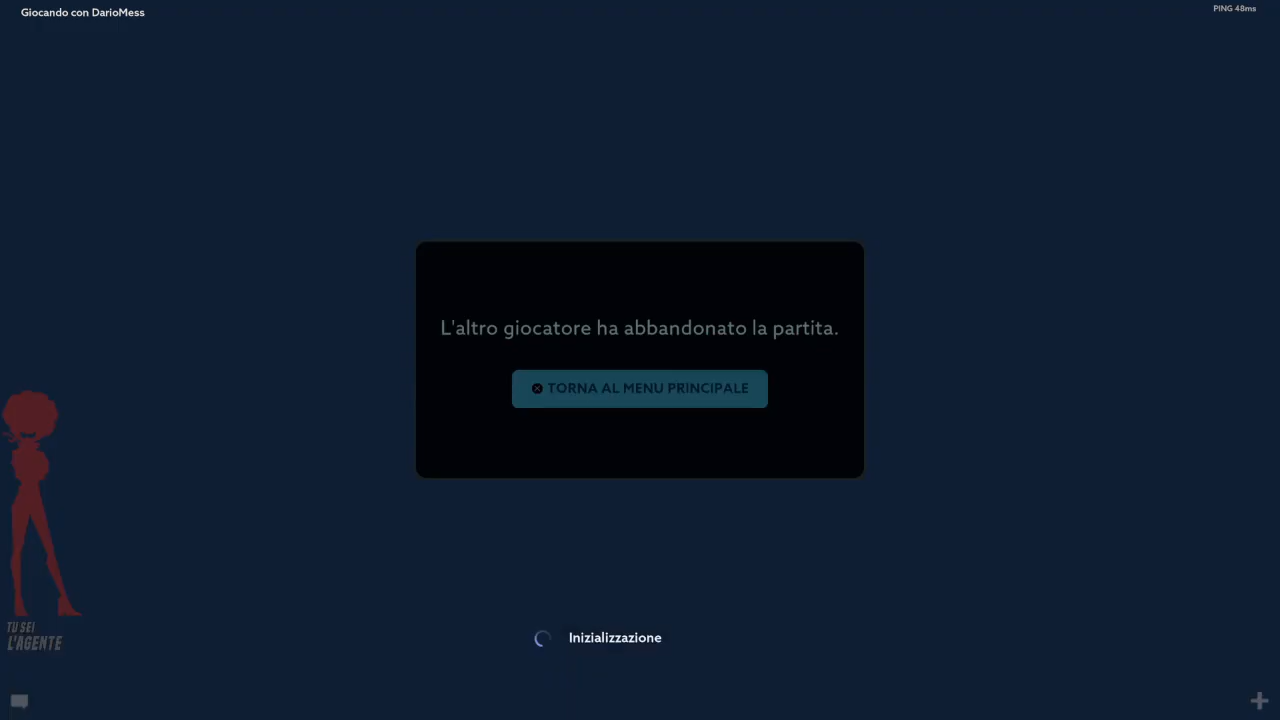 Giocando con DarioMess
PING 48ms
L'altro giocatore ha abbandonato la partita.
TORNA AL MENU PRINCIPALE
TU SEI
L'AGENTE
Inizializzazione